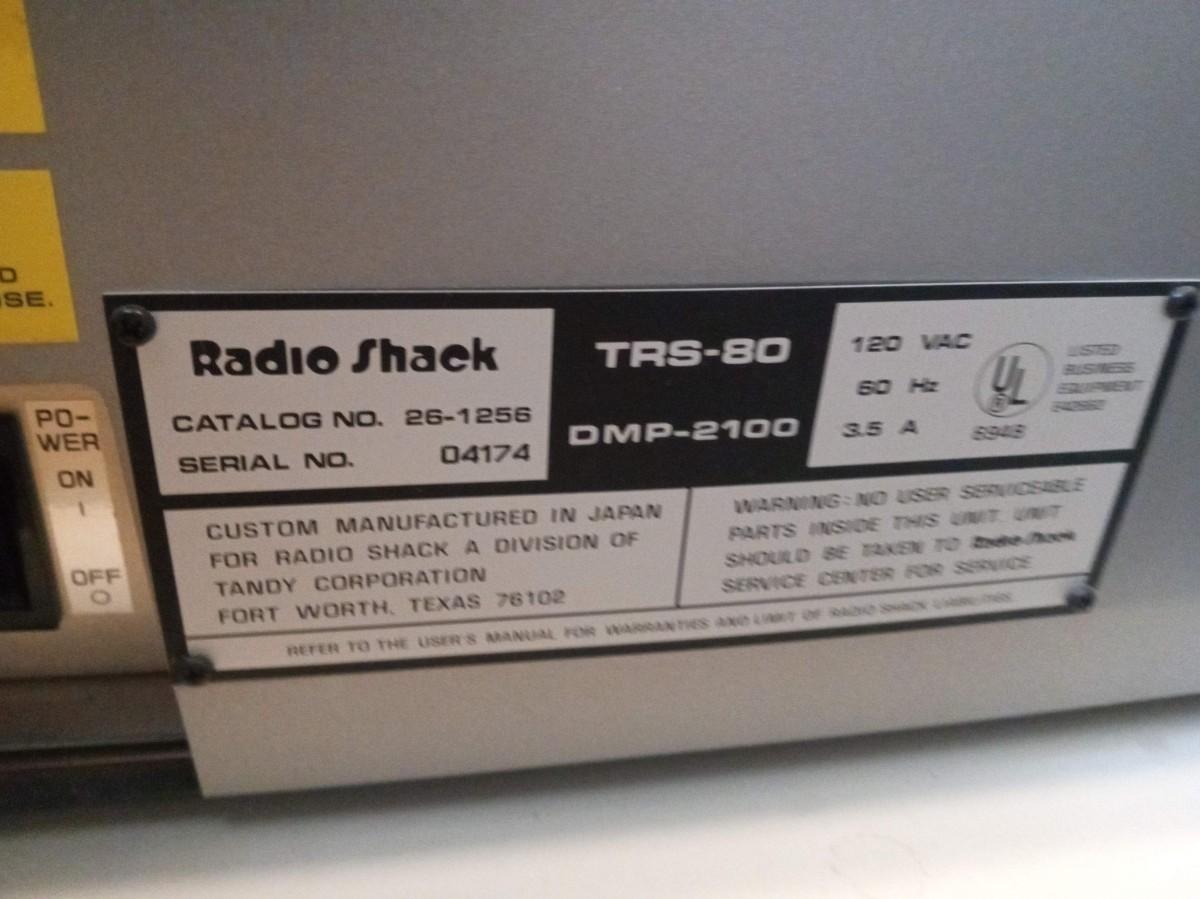 D
SE.
PO-
WER
ON
I
OFF
O
Radio Shack
CATALOG NO. 26-1256
SERIAL NO. 04174
TRS-80
DMP-2100
120 VAC
60 Hz
3.5 A
UL
®
LISTED
BUSINESS
EQUIPMENT
CUSTOM MANUFACTURED IN JAPAN
FOR RADIO SHACK A DIVISION OF
TANDY CORPORATION
FORT WORTH, TEXAS 76102
WARNING: NO USER SERVICEABLE
PARTS INSIDE THIS UNIT. UNIT
SHOULD BE TAKEN TO Radio Shack
SERVICE CENTER FOR SERVICE
REFER TO THE USER'S MANUAL FOR WARRANTIES AND LIMIT OF RADIO SHACK LIABILITIES.